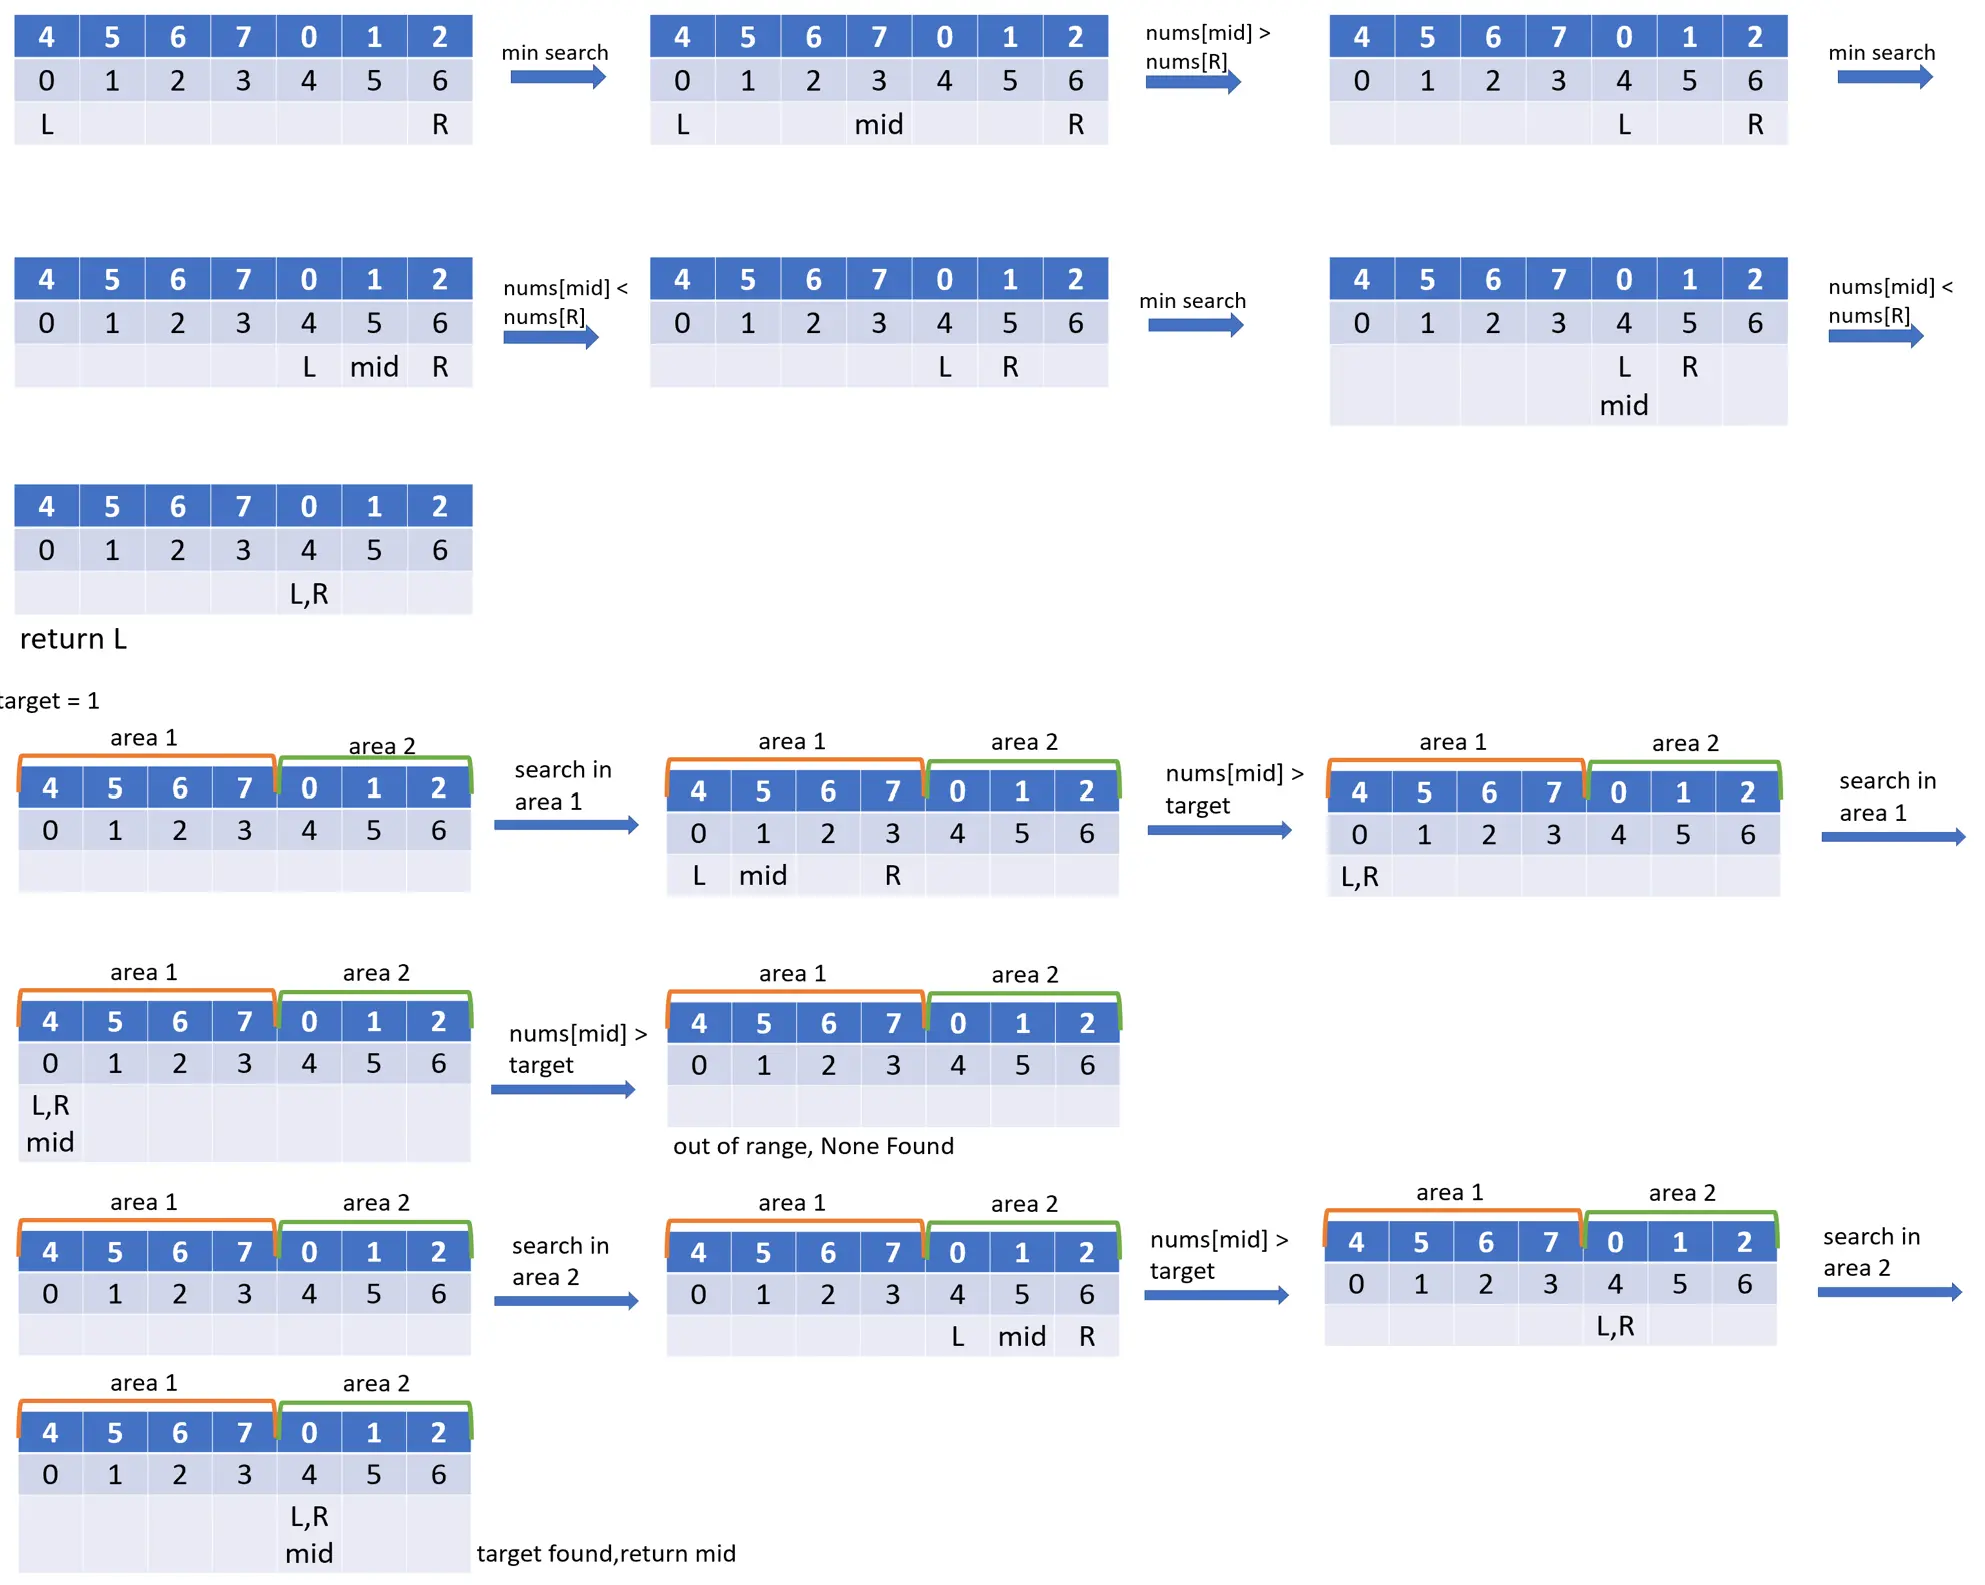 4 5 6 7 0 1 2
0 1 2 3 4 5 6
L R
min search
4 5 6 7 0 1 2
0 1 2 3 4 5 6
L mid R
nums[mid] >
nums[R]
4 5 6 7 0 1 2
0 1 2 3 4 5 6
L R
min search
4 5 6 7 0 1 2
0 1 2 3 4 5 6
L mid R
nums[mid] <
nums[R]
4 5 6 7 0 1 2
0 1 2 3 4 5 6
L R
min search
4 5 6 7 0 1 2
0 1 2 3 4 5 6
L R
mid
nums[mid] <
nums[R]
4 5 6 7 0 1 2
0 1 2 3 4 5 6
L,R
return L
target = 1
area 1 area 2
4 5 6 7 0 1 2
0 1 2 3 4 5 6
search in
area 1
area 1 area 2
4 5 6 7 0 1 2
0 1 2 3 4 5 6
L mid R
nums[mid] >
target
area 1 area 2
4 5 6 7 0 1 2
0 1 2 3 4 5 6
L,R
search in
area 1
area 1 area 2
4 5 6 7 0 1 2
0 1 2 3 4 5 6
L,R
mid
nums[mid] >
target
area 1 area 2
4 5 6 7 0 1 2
0 1 2 3 4 5 6
out of range, None Found
area 1 area 2
4 5 6 7 0 1 2
0 1 2 3 4 5 6
search in
area 2
area 1 area 2
4 5 6 7 0 1 2
0 1 2 3 4 5 6
L mid R
nums[mid] >
target
area 1 area 2
4 5 6 7 0 1 2
0 1 2 3 4 5 6
L,R
search in
area 2
area 1 area 2
4 5 6 7 0 1 2
0 1 2 3 4 5 6
L,R
mid
target found,return mid